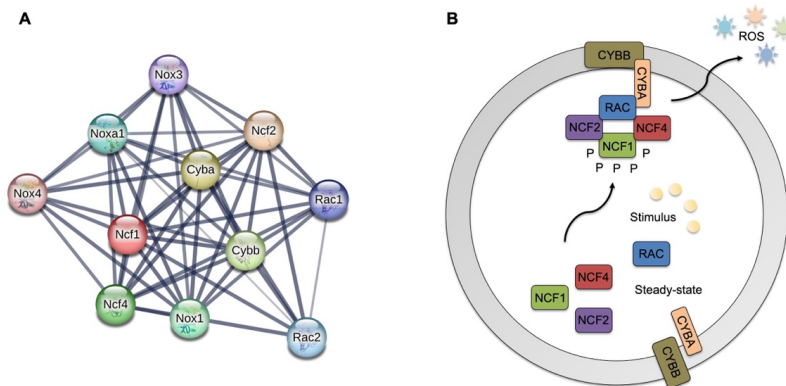 A
Nox3
Noxa1
Ncf2
Cyba
Nox4
Rac1
Ncf1
Cybb
Ncf4
Nox1
Rac2
B
CYBB
CYBA
ROS
RAC
NCF2
NCF4
NCF1
P
P
P P P
Stimulus
RAC
NCF4
Steady-state
NCF1
NCF2
CYBA
CYBB